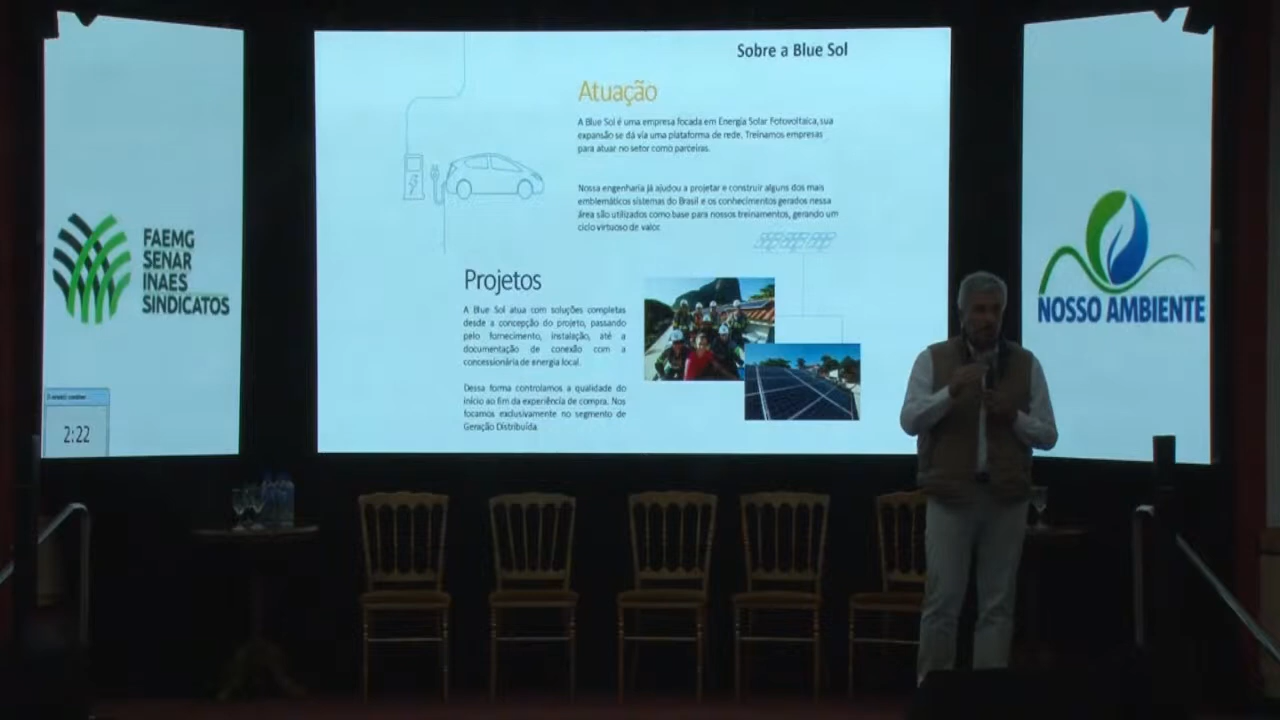 FAEMG
SENAR
INAES
SINDICATOS
2:22
Sobre a Blue Sol
Atuação
A Blue Sol é uma empresa focada em Energia Solar Fotovoltaica, sua
expansão se dá via uma plataforma de rede. Treinamos empresas
para atuar no setor como parceiras.
Nossa engenharia já ajudou a projetar e construir alguns dos mais
emblemáticos sistemas do Brasil e os conhecimentos gerados nessa
área são utilizados como base para nossos treinamentos, gerando um
ciclo virtuoso de valor.
Projetos
A Blue Sol atua com soluções completas
desde a concepção do projeto, passando
pelo fornecimento, instalação, até a
documentação de conexão com a
concessionária de energia local.
Dessa forma controlamos a qualidade do
início ao fim da experiência de compra. Nos
focamos exclusivamente no segmento de
Geração Distribuída.
NOSSO AMBIENTE